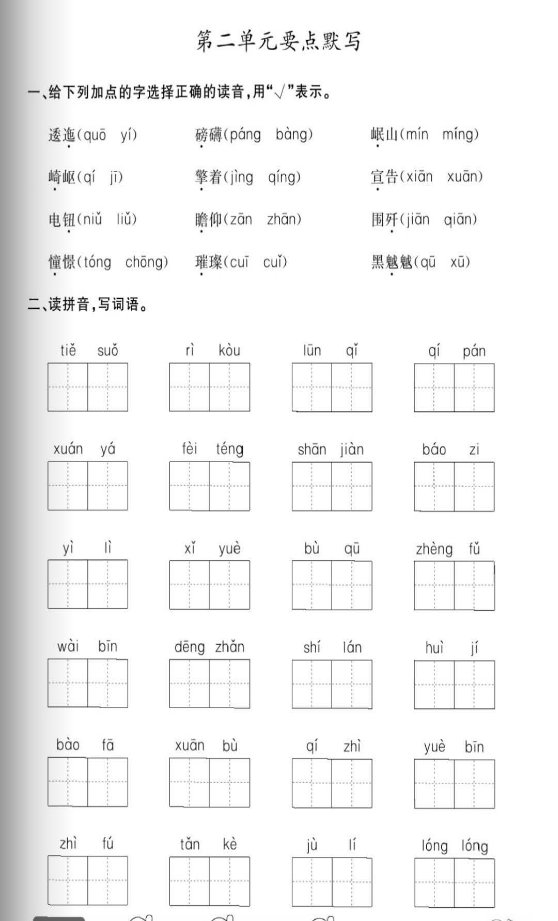 第二单元要点默写
一、给下列加点的字选择正确的读音,用“√”表示。
逶迤(quō yí) 磅礴(páng bàng) 岷山(mín míng)
崎岖(qí jī) 擎着(jìng qíng) 宣告(xiān xuān)
电钮(niǔ liǔ) 瞻仰(zān zhān) 围歼(jiān qiān)
憧憬(tóng chōng) 璀璨(cuī cuǐ) 黑魆魆(qū xū)
二、读拼音,写词语。
tiě suǒ rì kòu lūn qǐ qí pán
xuán yá fèi téng shān jiàn báo zi
yì lì xǐ yuè bù qū zhèng fǔ
wài bīn dēng zhǎn shí lán huì jí
bào fā xuān bù qí zhì yuè bīn
zhì fú tǎn kè jù lí lóng lóng